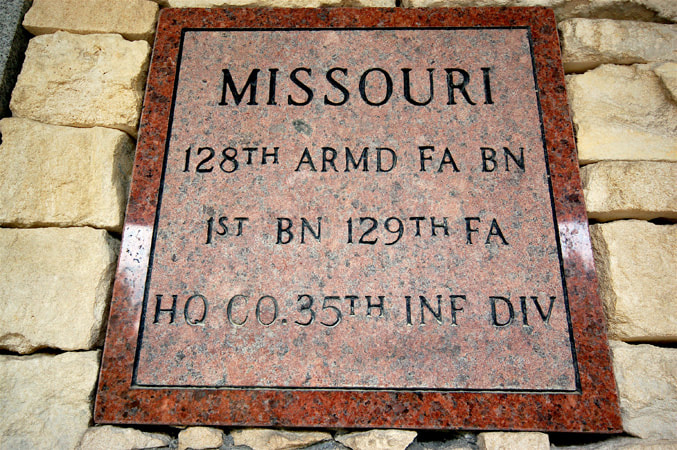 MISSOURI
128TH ARMD FA BN
1ST BN 129TH FA
HQ CO. 35TH INF DIV